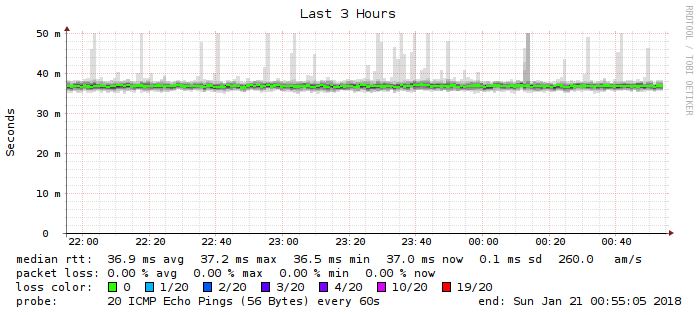 Last 3 Hours
RRDTOOL / TOBI OETIKER
Seconds
50 m
40 m
30 m
20 m
10 m
0
22:00 22:20 22:40 23:00 23:20 23:40 00:00 00:20 00:40
median rtt: 36.9 ms avg 37.2 ms max 36.5 ms min 37.0 ms now 0.1 ms sd 260.0 am/s
packet loss: 0.00 % avg 0.00 % max 0.00 % min 0.00 % now
loss color: 0 1/20 2/20 3/20 4/20 10/20 19/20
probe: 20 ICMP Echo Pings (56 Bytes) every 60s end: Sun Jan 21 00:55:05 2018